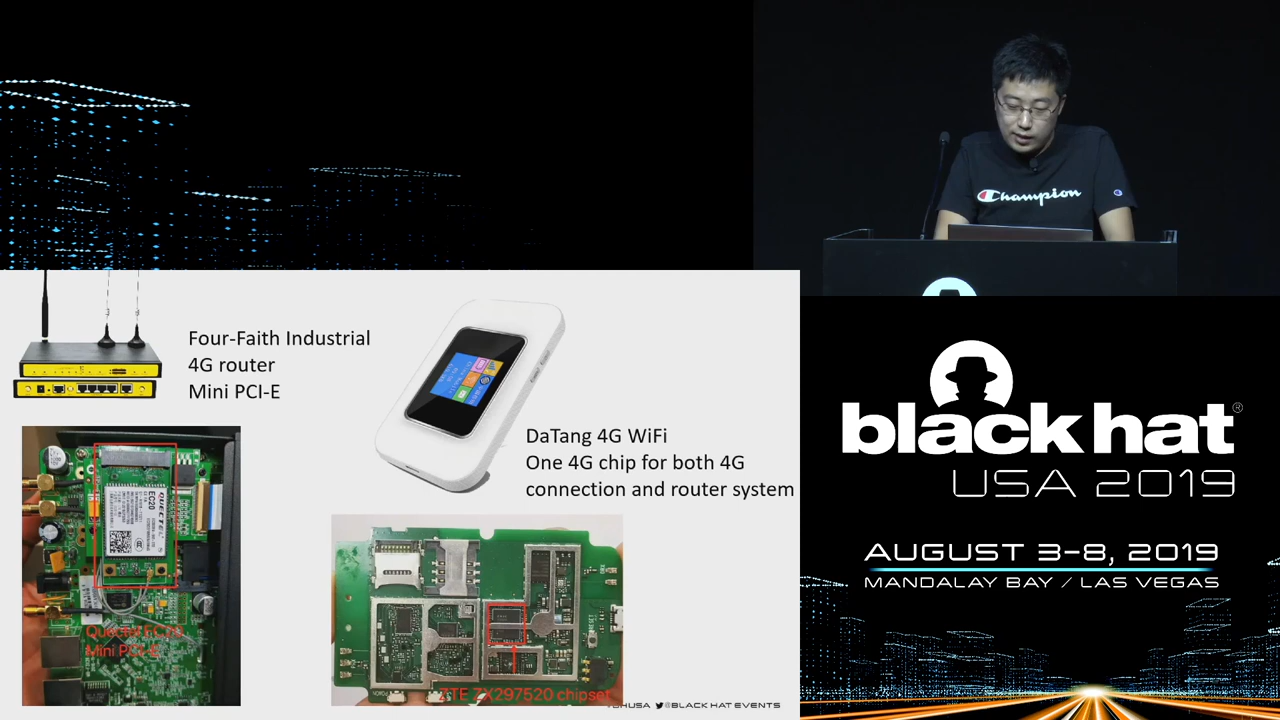 Champion
Four-Faith Industrial
4G router
Mini PCI-E
DaTang 4G WiFi
One 4G chip for both 4G
connection and router system
QUECTEL
EC20
Quectel EC20
Mini PCI-E
ZTE ZX297520 chipset
@BLACK HAT EVENTS
black hat®
USA 2019
AUGUST 3-8, 2019
MANDALAY BAY / LAS VEGAS